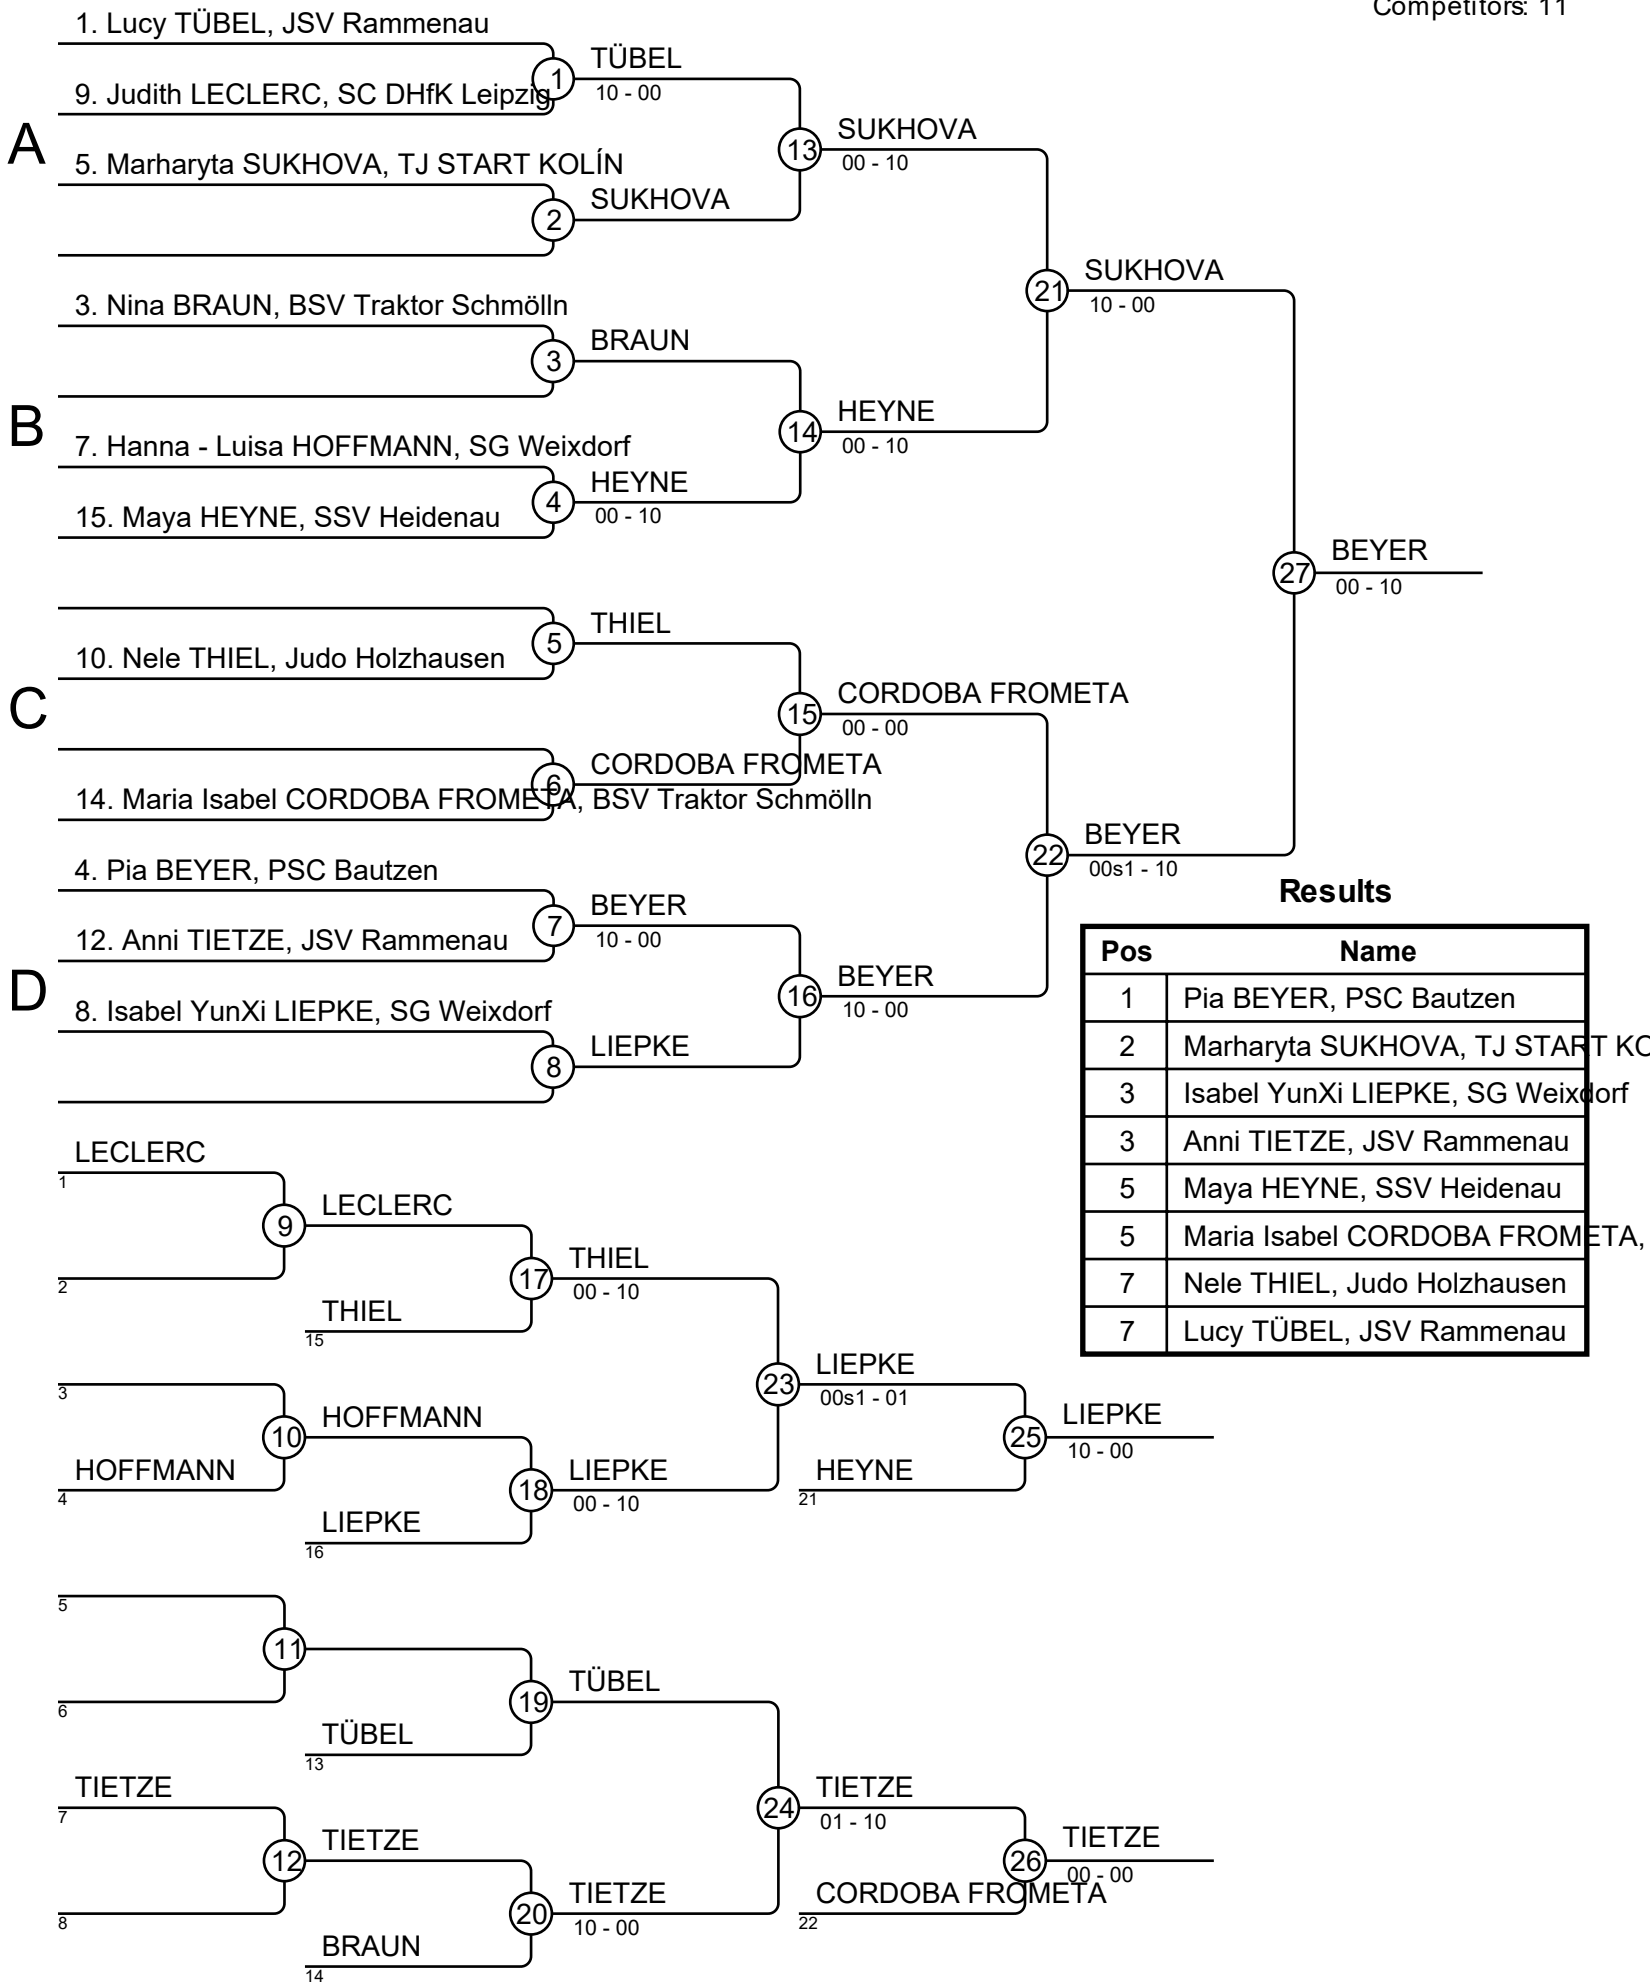 Competitors: 11
1. Lucy TÜBEL, JSV Rammenau
TÜBEL
1
9. Judith LECLERC, SC DHfK Leipzig
10 - 00
A
SUKHOVA
13
00 - 10
5. Marharyta SUKHOVA, TJ START KOLÍN
SUKHOVA
2
SUKHOVA
21
10 - 00
3. Nina BRAUN, BSV Traktor Schmölln
BRAUN
3
B
HEYNE
14
00 - 10
7. Hanna - Luisa HOFFMANN, SG Weixdorf
HEYNE
4
00 - 10
15. Maya HEYNE, SSV Heidenau
BEYER
27
00 - 10
THIEL
5
10. Nele THIEL, Judo Holzhausen
C
CORDOBA FROMETA
15
00 - 00
CORDOBA FROMETA
6
14. Maria Isabel CORDOBA FROMETA, BSV Traktor Schmölln
BEYER
22
00s1 - 10
4. Pia BEYER, PSC Bautzen
BEYER
7
10 - 00
12. Anni TIETZE, JSV Rammenau
D
BEYER
16
10 - 00
8. Isabel YunXi LIEPKE, SG Weixdorf
LIEPKE
8
Results
Pos Name
1 Pia BEYER, PSC Bautzen
2 Marharyta SUKHOVA, TJ START KO
3 Isabel YunXi LIEPKE, SG Weixdorf
3 Anni TIETZE, JSV Rammenau
5 Maya HEYNE, SSV Heidenau
5 Maria Isabel CORDOBA FROMETA,
7 Nele THIEL, Judo Holzhausen
7 Lucy TÜBEL, JSV Rammenau
LECLERC
1
LECLERC
9
2
THIEL
17
00 - 10
THIEL
15
LIEPKE
23
00s1 - 01
3
HOFFMANN
10
HOFFMANN
4
LIEPKE
18
00 - 10
LIEPKE
16
LIEPKE
25
10 - 00
HEYNE
21
5
11
6
TÜBEL
19
TÜBEL
13
TIETZE
24
01 - 10
TIETZE
7
TIETZE
12
8
TIETZE
20
10 - 00
BRAUN
14
TIETZE
26
00 - 00
CORDOBA FROMETA
22